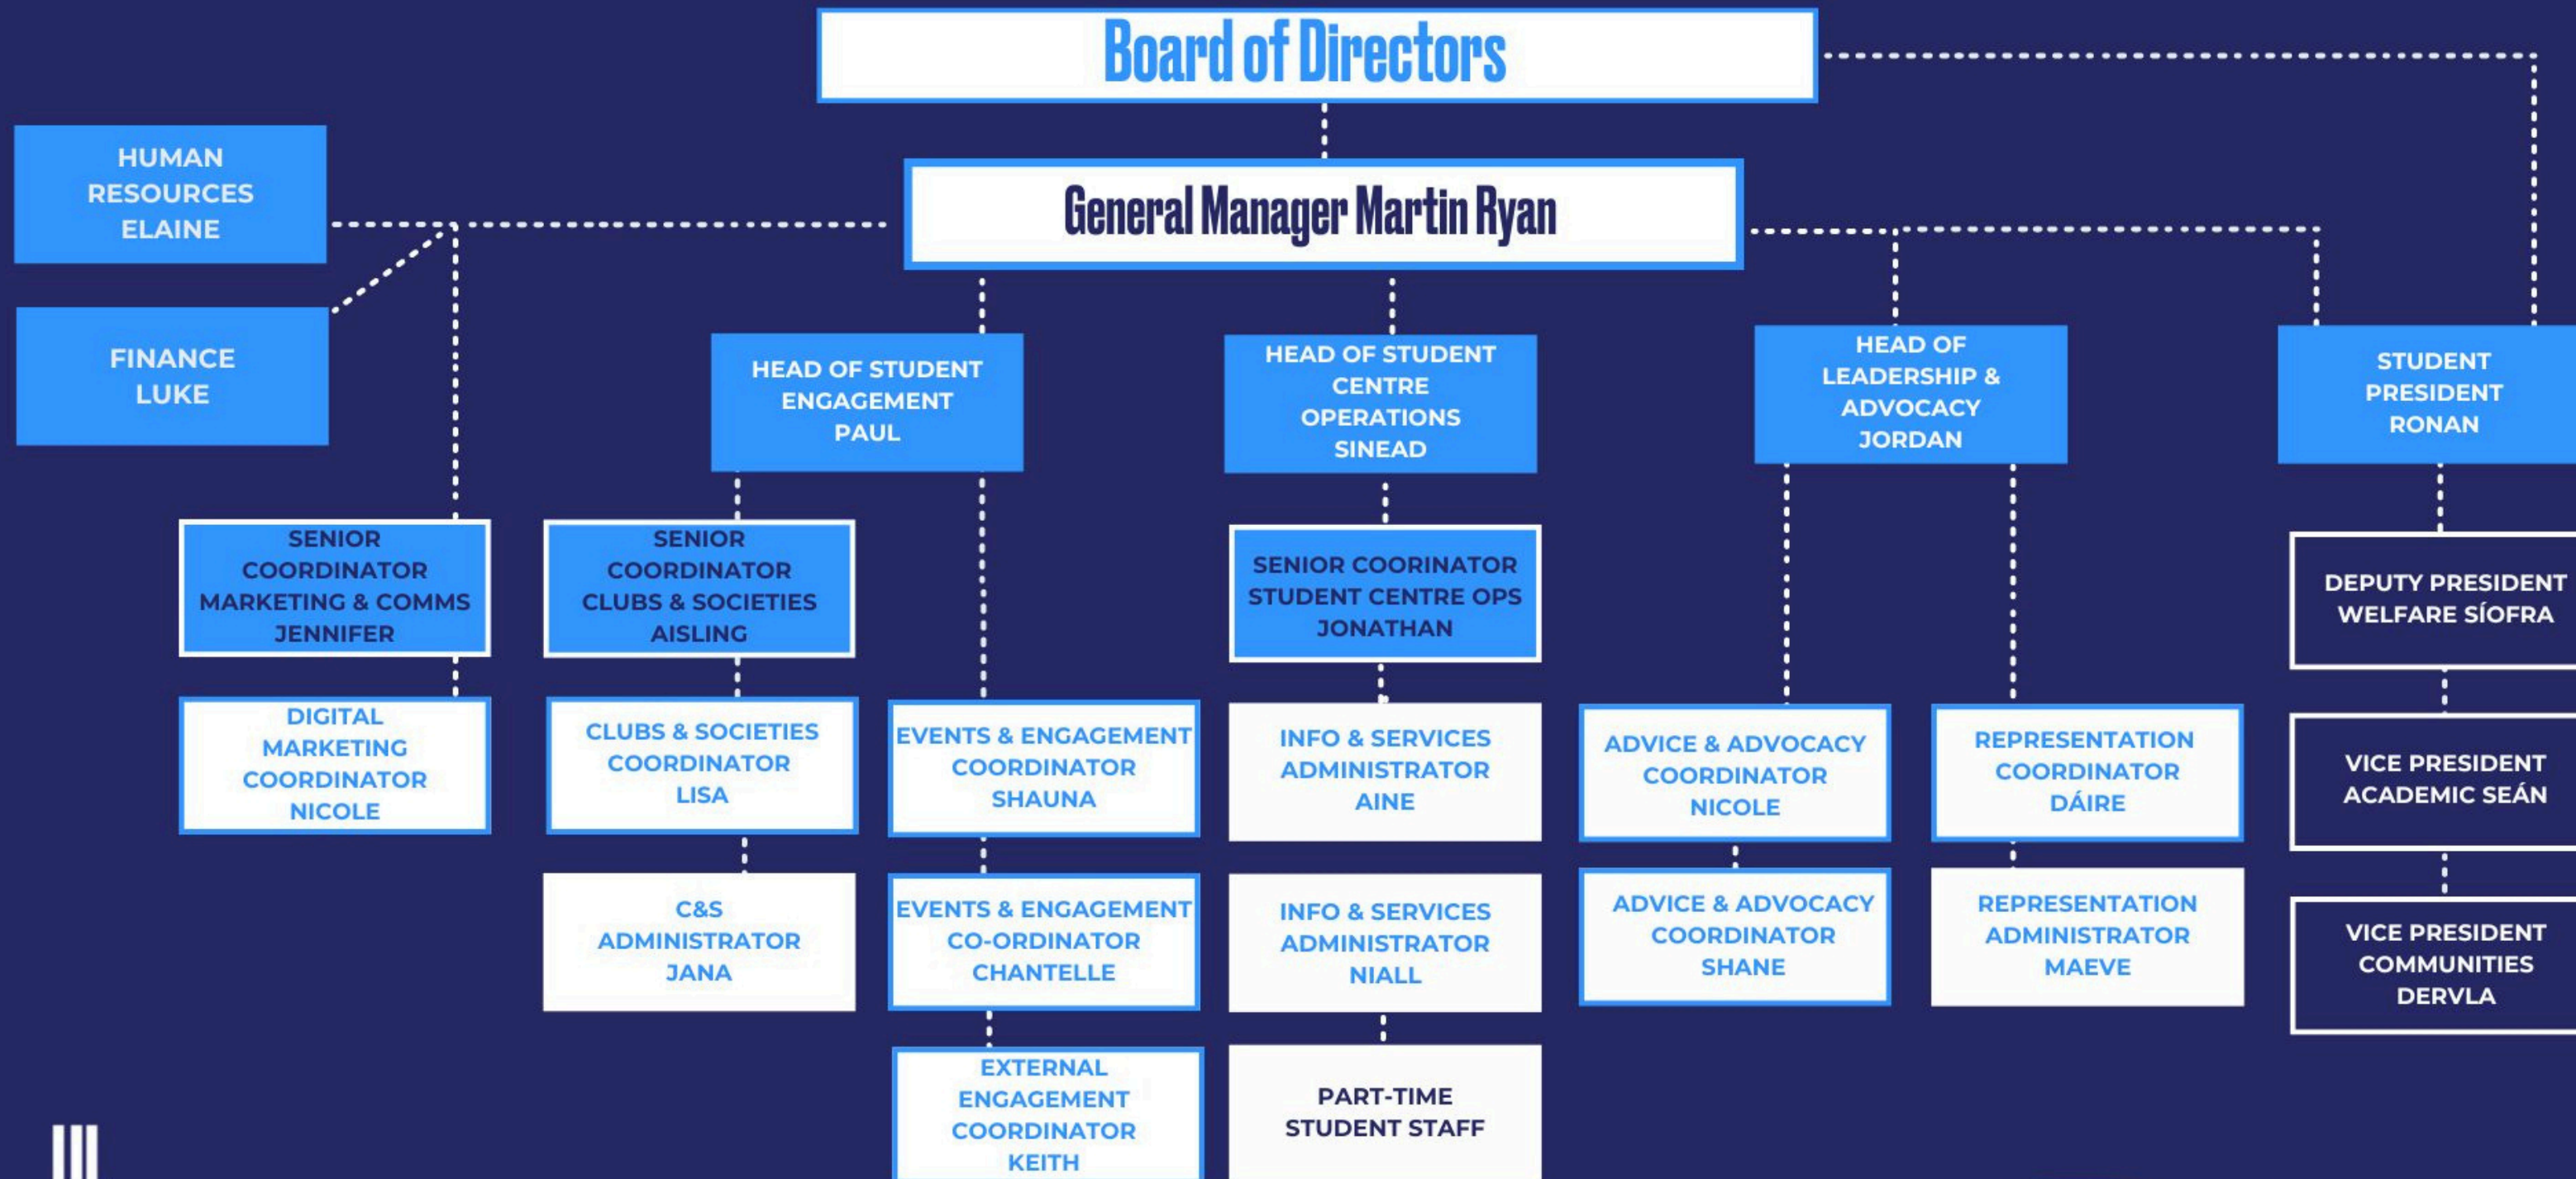 Board of Directors
HUMAN
RESOURCES
ELAINE
General Manager Martin Ryan
FINANCE
LUKE
HEAD OF STUDENT
ENGAGEMENT
PAUL
HEAD OF STUDENT
CENTRE
OPERATIONS
SINEAD
HEAD OF
LEADERSHIP &
ADVOCACY
JORDAN
STUDENT
PRESIDENT
RONAN
SENIOR
COORDINATOR
MARKETING & COMMS
JENNIFER
SENIOR
COORDINATOR
CLUBS & SOCIETIES
AISLING
SENIOR COORINATOR
STUDENT CENTRE OPS
JONATHAN
DEPUTY PRESIDENT
WELFARE SÍOFRA
DIGITAL
MARKETING
COORDINATOR
NICOLE
CLUBS & SOCIETIES
COORDINATOR
LISA
EVENTS & ENGAGEMENT
COORDINATOR
SHAUNA
INFO & SERVICES
ADMINISTRATOR
AINE
ADVICE & ADVOCACY
COORDINATOR
NICOLE
REPRESENTATION
COORDINATOR
DÁIRE
VICE PRESIDENT
ACADEMIC SEÁN
C&S
ADMINISTRATOR
JANA
EVENTS & ENGAGEMENT
CO-ORDINATOR
CHANTELLE
INFO & SERVICES
ADMINISTRATOR
NIALL
ADVICE & ADVOCACY
COORDINATOR
SHANE
REPRESENTATION
ADMINISTRATOR
MAEVE
VICE PRESIDENT
COMMUNITIES
DERVLA
EXTERNAL
ENGAGEMENT
COORDINATOR
KEITH
PART-TIME
STUDENT STAFF